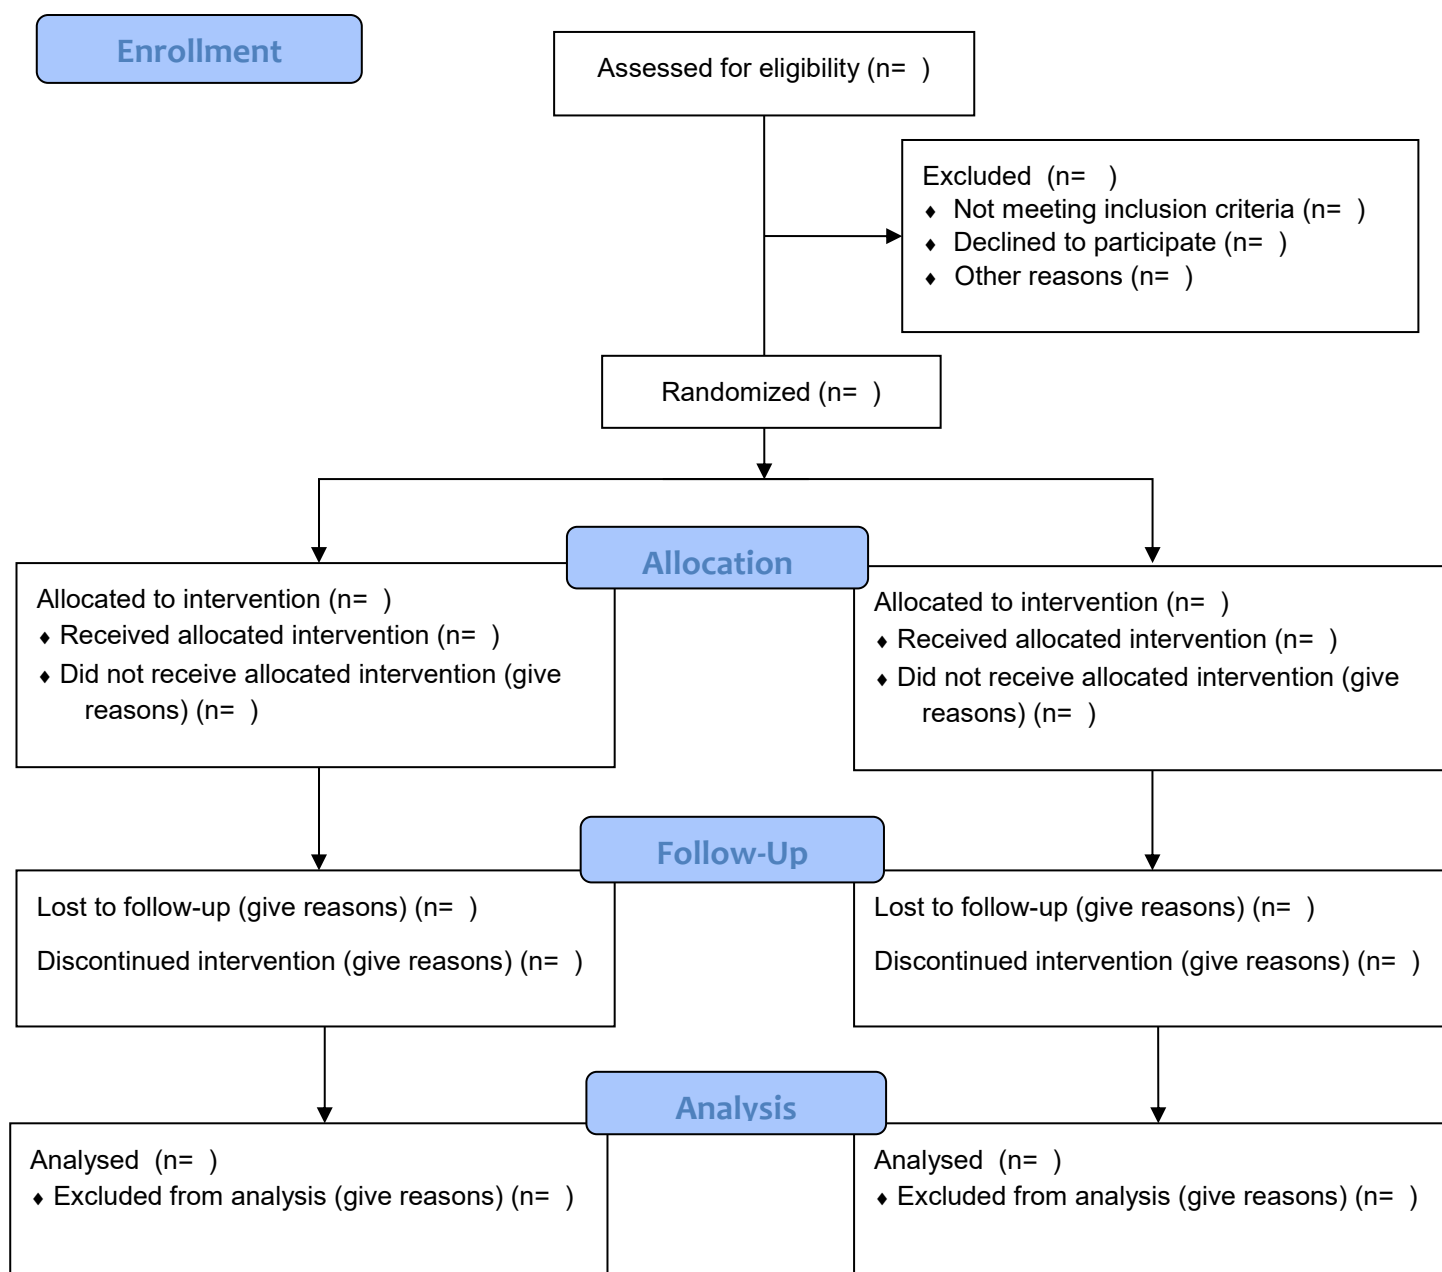 Enrollment
Assessed for eligibility (n=  )
Excluded  (n=   )
♦ Not meeting inclusion criteria (n=  )
♦ Declined to participate (n=  )
♦ Other reasons (n=  )
Randomized (n=  )
Allocation
Allocated to intervention (n=  )
♦ Received allocated intervention (n=  )
♦ Did not receive allocated intervention (give
reasons) (n=  )
Allocated to intervention (n=  )
♦ Received allocated intervention (n=  )
♦ Did not receive allocated intervention (give
reasons) (n=  )
Follow-Up
Lost to follow-up (give reasons) (n=  )
Discontinued intervention (give reasons) (n=  )
Lost to follow-up (give reasons) (n=  )
Discontinued intervention (give reasons) (n=  )
Analysis
Analysed  (n=  )
♦ Excluded from analysis (give reasons) (n=  )
Analysed  (n=  )
♦ Excluded from analysis (give reasons) (n=  )